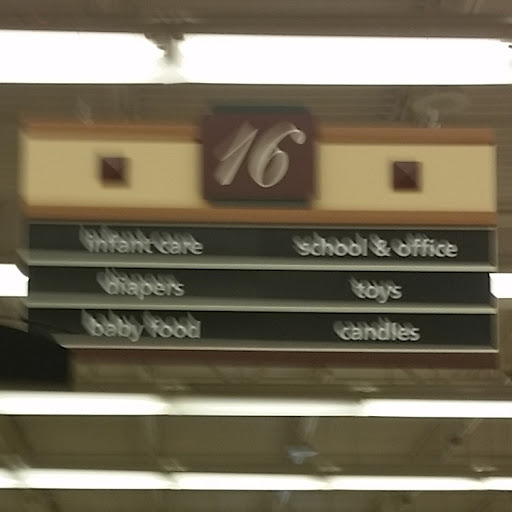 16
infant care school & office
diapers toys
baby food candles